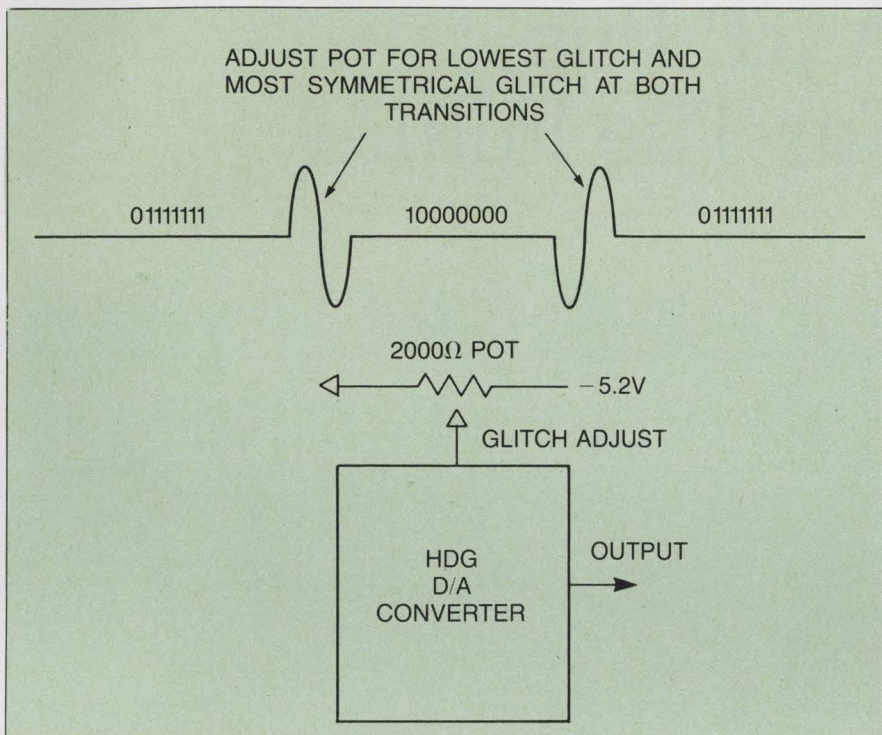 ADJUST POT FOR LOWEST GLITCH AND
MOST SYMMETRICAL GLITCH AT BOTH
TRANSITIONS
01111111 10000000 01111111
2000Ω POT
−5.2V
GLITCH ADJUST
HDG
D/A
CONVERTER
OUTPUT